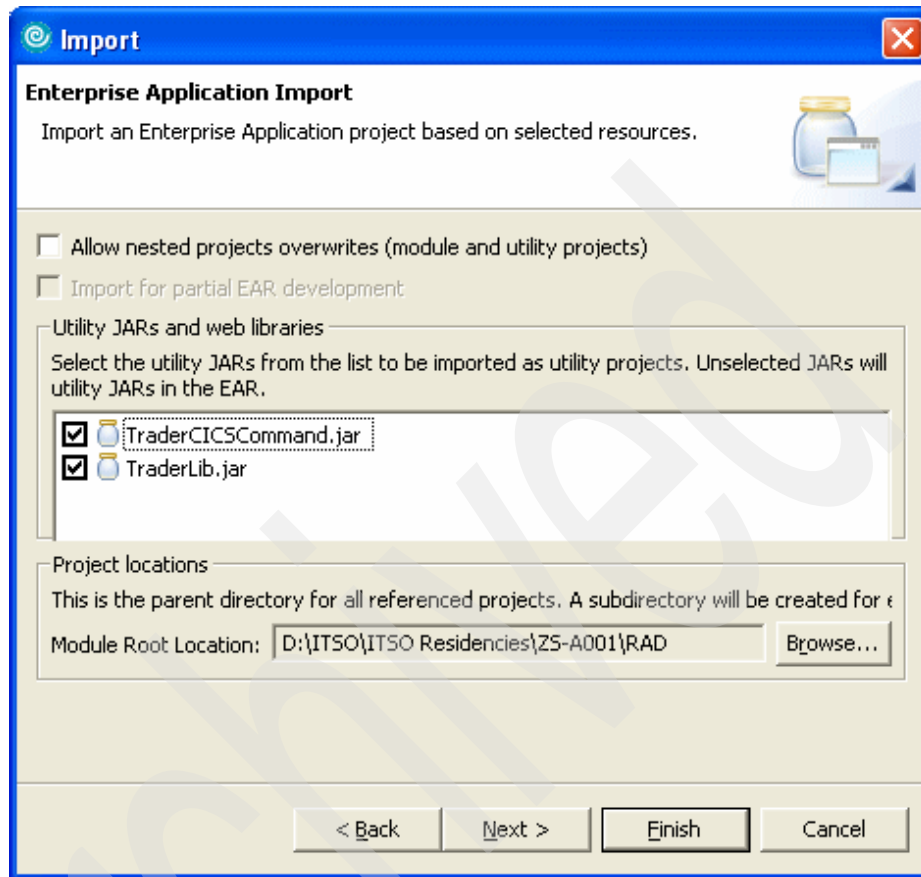 Import
Enterprise Application Import
Import an Enterprise Application project based on selected resources.
Allow nested projects overwrites (module and utility projects)
Import for partial EAR development
Utility JARs and web libraries
Select the utility JARs from the list to be imported as utility projects. Unselected JARs will
utility JARs in the EAR.
TraderCICSCommand.jar
TraderLib.jar
Project locations
This is the parent directory for all referenced projects. A subdirectory will be created for e
Module Root Location: D:\ITSO\ITSO Residencies\ZS-A001\RAD Browse...
< Back Next > Finish Cancel
chived